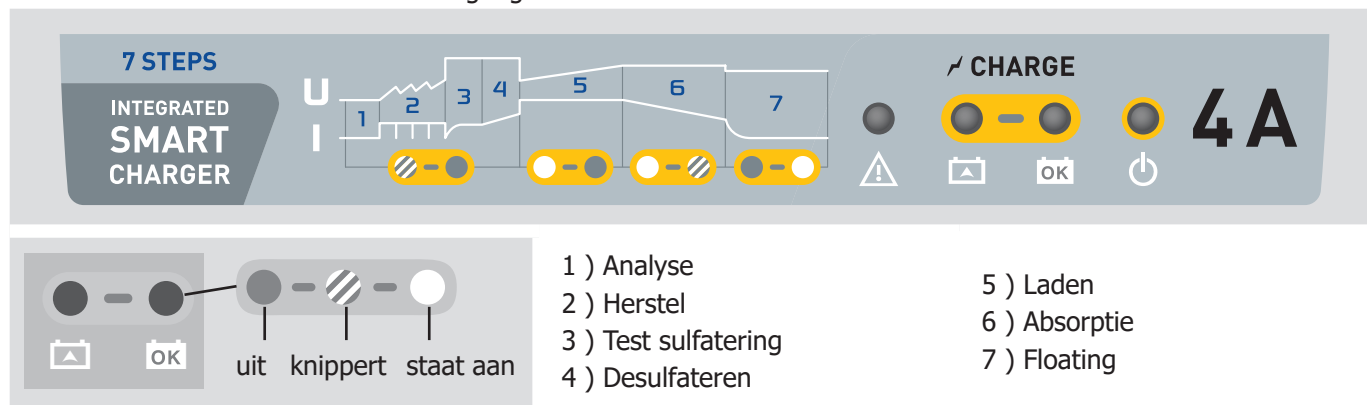 7 STEPS
INTEGRATED
SMART
CHARGER
U
I
1
2
3
4
5
6
7
CHARGE
OK
4 A
OK
uit knippert staat aan
1 ) Analyse
2 ) Herstel
3 ) Test sulfatering
4 ) Desulfateren
5 ) Laden
6 ) Absorptie
7 ) Floating